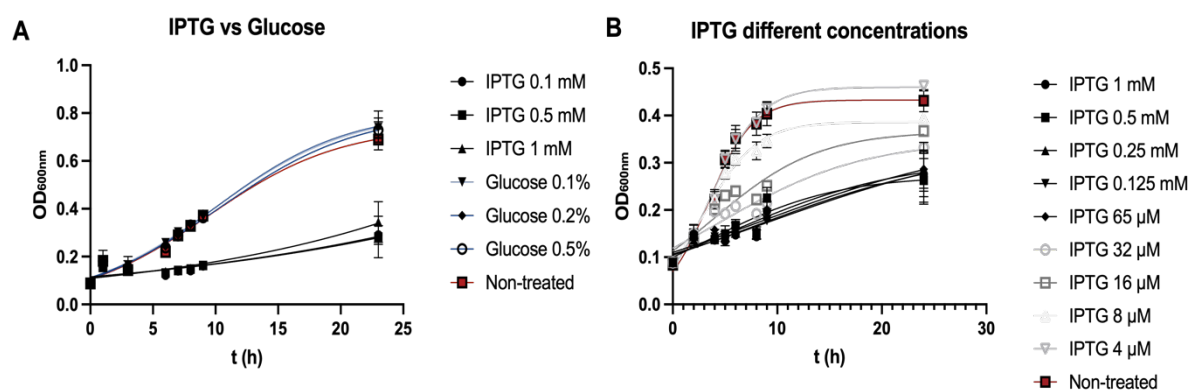 A
IPTG vs Glucose
OD600nm
1.0
0.8
0.6
0.4
0.2
0.0
0
5
10
15
20
25
t (h)
IPTG 0.1 mM
IPTG 0.5 mM
IPTG 1 mM
Glucose 0.1%
Glucose 0.2%
Glucose 0.5%
Non-treated
B
IPTG different concentrations
OD600nm
0.5
0.4
0.3
0.2
0.1
0.0
0
10
20
30
t (h)
IPTG 1 mM
IPTG 0.5 mM
IPTG 0.25 mM
IPTG 0.125 mM
IPTG 65 µM
IPTG 32 µM
IPTG 16 µM
IPTG 8 µM
IPTG 4 µM
Non-treated